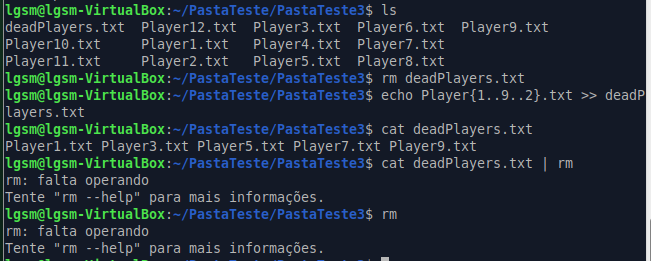 lgsm@lgsm-VirtualBox:~/PastaTeste/PastaTeste3$ ls
deadPlayers.txt  Player12.txt  Player3.txt  Player6.txt  Player9.txt
Player10.txt     Player1.txt   Player4.txt  Player7.txt
Player11.txt     Player2.txt   Player5.txt  Player8.txt
lgsm@lgsm-VirtualBox:~/PastaTeste/PastaTeste3$ rm deadPlayers.txt
lgsm@lgsm-VirtualBox:~/PastaTeste/PastaTeste3$ echo Player{1..9..2}.txt >> deadP
layers.txt
lgsm@lgsm-VirtualBox:~/PastaTeste/PastaTeste3$ cat deadPlayers.txt
Player1.txt Player3.txt Player5.txt Player7.txt Player9.txt
lgsm@lgsm-VirtualBox:~/PastaTeste/PastaTeste3$ cat deadPlayers.txt | rm
rm: falta operando
Tente "rm --help" para mais informações.
lgsm@lgsm-VirtualBox:~/PastaTeste/PastaTeste3$ rm
rm: falta operando
Tente "rm --help" para mais informações.
lgsm@lgsm-VirtualBox:~/PastaTeste/PastaTeste3$